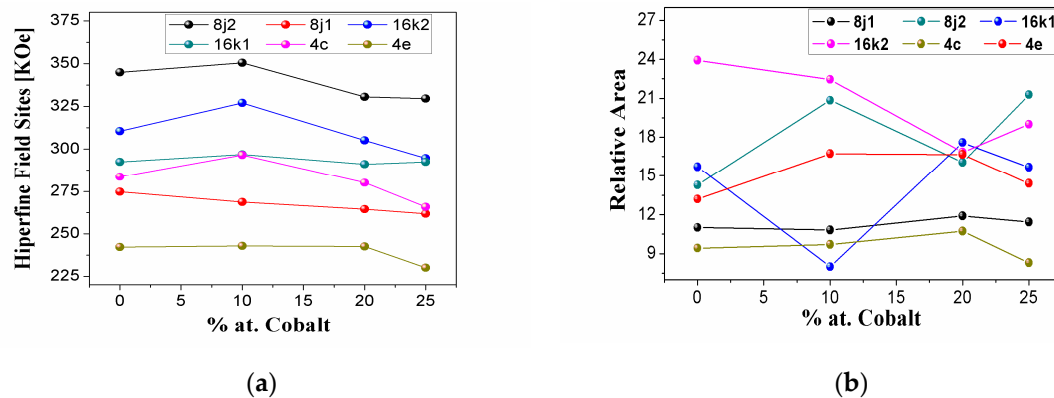 375
350
325
300
275
250
225
Hiperfine Field Sites [KOe]
8j2 8j1 16k2
16k1 4c 4e
0 5 10 15 20 25
% at. Cobalt
(a)
27
24
21
18
15
12
9
Relative Area
8j1 8j2 16k1
16k2 4c 4e
0 5 10 15 20 25
% at. Cobalt
(b)